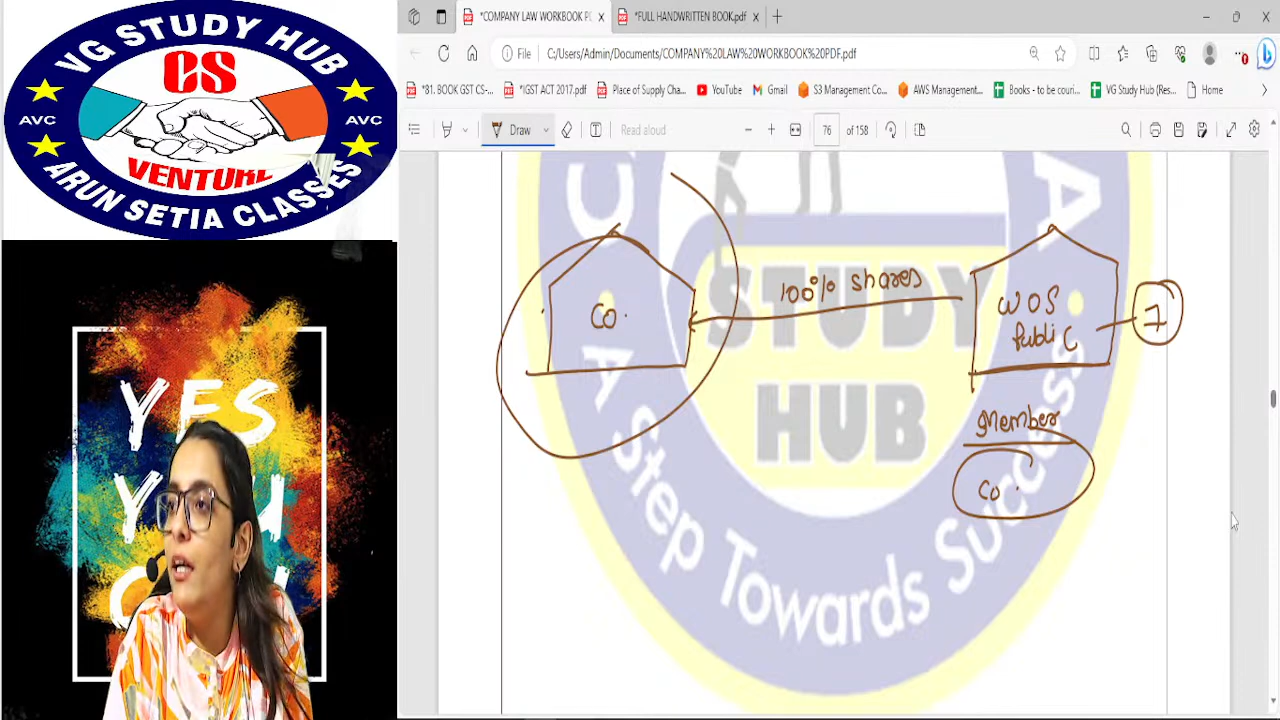 VG STUDY HUB
CS
AVC
AVC
VENTURE
ARUN SETIA CLASSES
YES
Y
*COMPANY LAW WORKBOOK PD
*FULL HANDWRITTEN BOOK.pdf
File
C:/Users/Admin/Documents/COMPANY%20LAW%20WORKBOOK%20PDF.pdf
*81. BOOK GST CS-...
*IGST ACT 2017.pdf
Place of Supply Cha...
YouTube
Gmail
S3 Management Co...
AWS Management...
Books - to be couri...
VG Study Hub (Res...
Home
Draw
Read aloud
76
of 158
STUDY
HUB
A Step Towards Success
Co.
100% shares
WOS
Public
7
Member
Co.